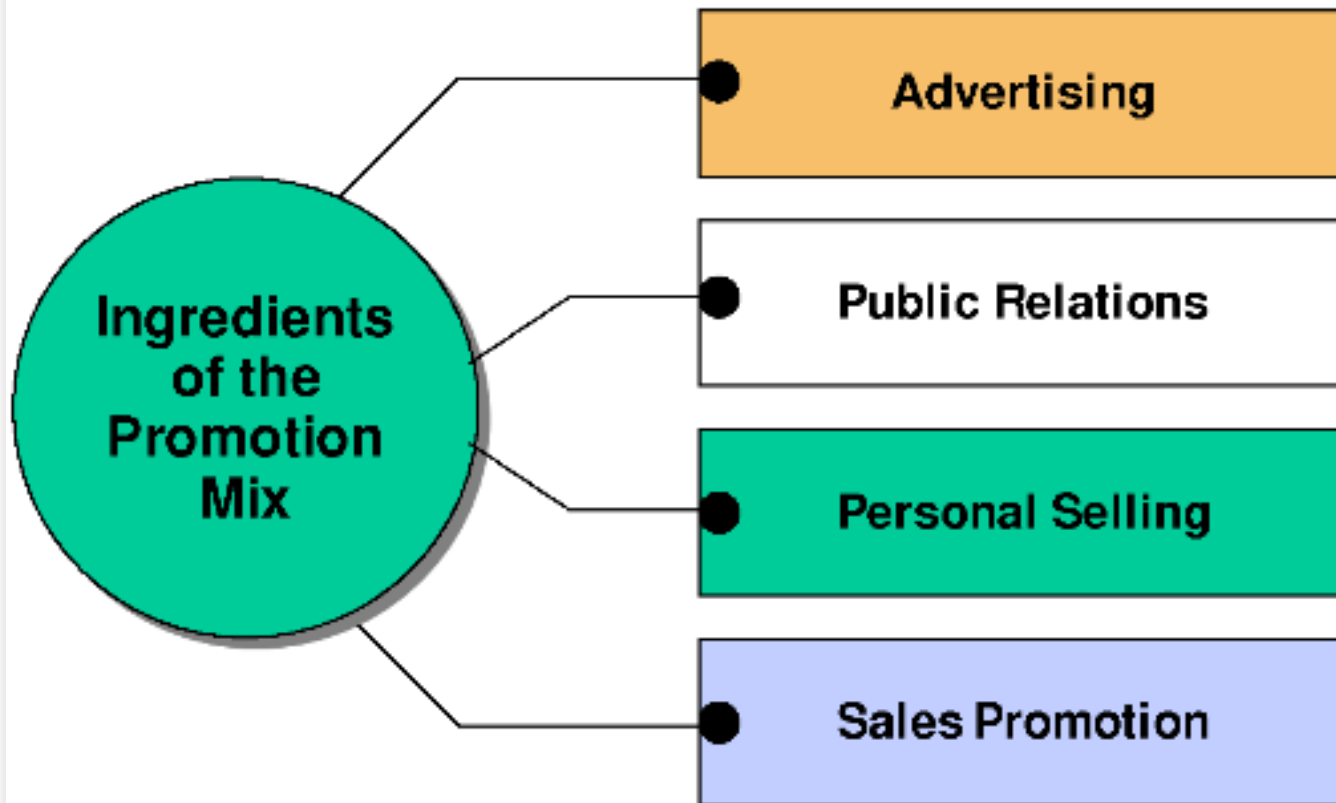 Ingredients
of the
Promotion
Mix
Advertising
Public Relations
Personal Selling
Sales Promotion